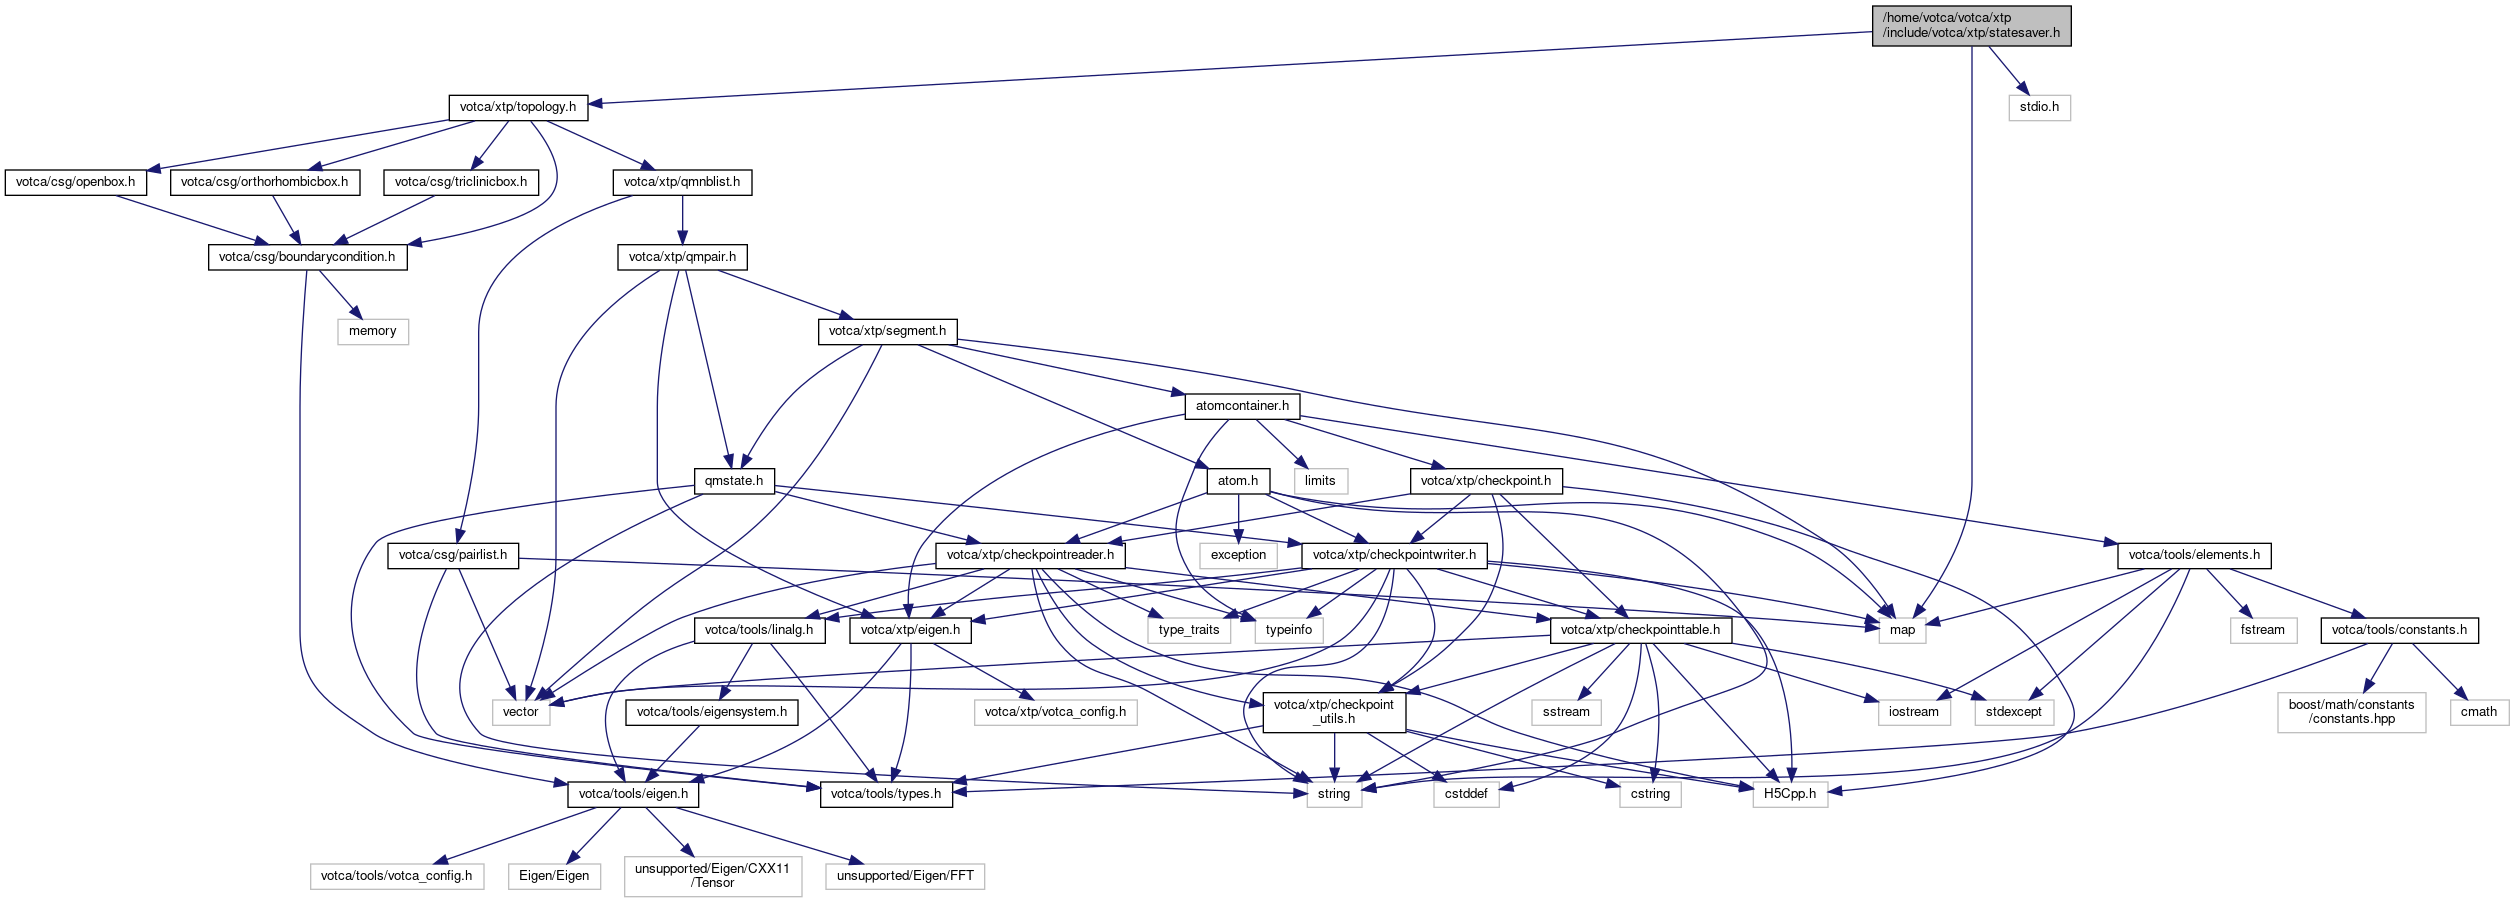 /home/votca/votca/xtp
/include/votca/xtp/statesaver.h
votca/xtp/topology.h
stdio.h
votca/csg/openbox.h
votca/csg/orthorhombicbox.h
votca/csg/triclinicbox.h
votca/xtp/qmnblist.h
votca/csg/boundarycondition.h
votca/xtp/qmpair.h
memory
votca/xtp/segment.h
atomcontainer.h
qmstate.h
atom.h
limits
votca/xtp/checkpoint.h
votca/csg/pairlist.h
votca/xtp/checkpointreader.h
exception
votca/xtp/checkpointwriter.h
votca/tools/elements.h
votca/tools/linalg.h
votca/xtp/eigen.h
type_traits
typeinfo
votca/xtp/checkpointtable.h
map
fstream
votca/tools/constants.h
vector
votca/tools/eigensystem.h
votca/xtp/votca_config.h
votca/xtp/checkpoint
_utils.h
sstream
iostream
stdexcept
boost/math/constants
/constants.hpp
cmath
votca/tools/eigen.h
votca/tools/types.h
string
cstddef
cstring
H5Cpp.h
votca/tools/votca_config.h
Eigen/Eigen
unsupported/Eigen/CXX11
/Tensor
unsupported/Eigen/FFT